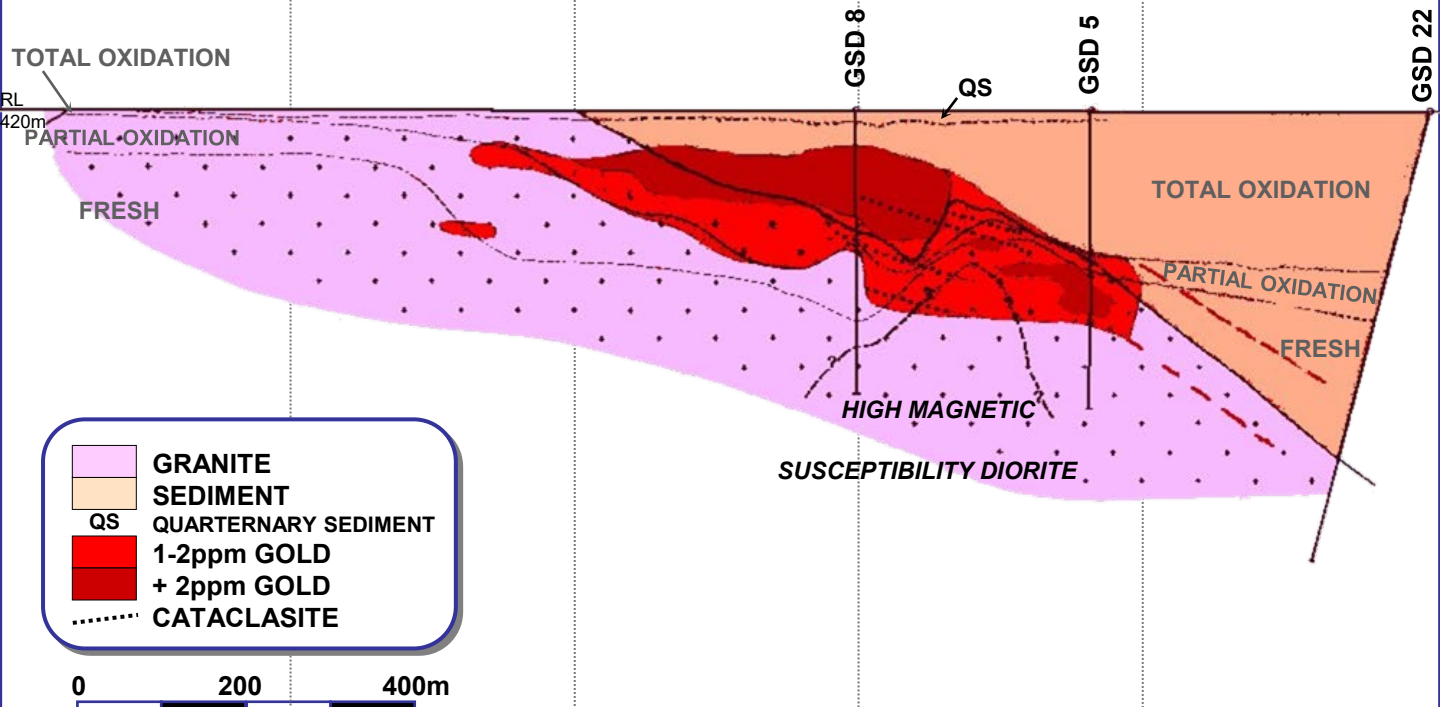 GSD 8
GSD 5
GSD 22
TOTAL OXIDATION
QS
RL
420m
PARTIAL OXIDATION
TOTAL OXIDATION
FRESH
PARTIAL OXIDATION
FRESH
?
?
HIGH MAGNETIC
SUSCEPTIBILITY DIORITE
GRANITE
SEDIMENT
QS QUARTERNARY SEDIMENT
1-2ppm GOLD
+ 2ppm GOLD
CATACLASITE
0 200 400m